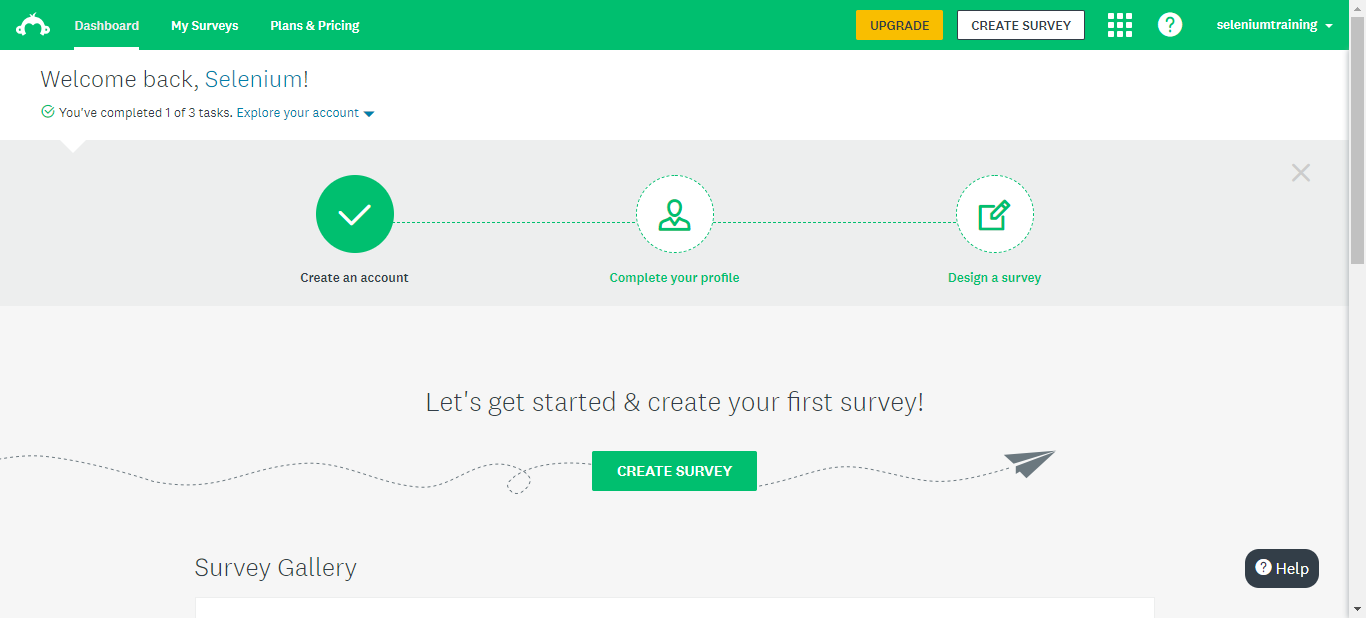 Dashboard My Surveys Plans & Pricing UPGRADE CREATE SURVEY ? seleniumtraining
Welcome back, Selenium!
You've completed 1 of 3 tasks. Explore your account
Create an account Complete your profile Design a survey
Let's get started & create your first survey!
CREATE SURVEY
Survey Gallery
? Help